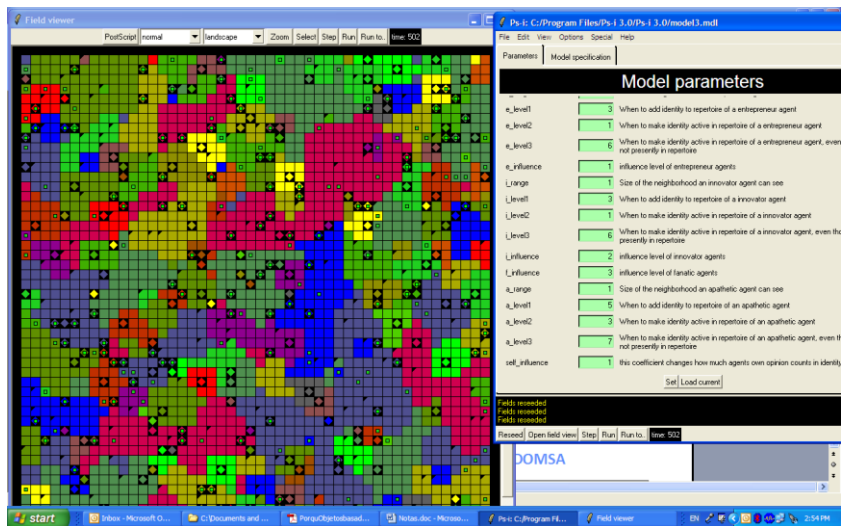 Field viewer
PostScript normal landscape Zoom Select Step Run Run to.. time: 502
Ps-i: C:/Program Files/Ps-i 3.0/Ps-i 3.0/model3.mdl
File Edit View Options Special Help
Parameters Model specification
Model parameters
e_level1 3 When to add identity to repertoire of a entrepreneur agent
e_level2 1 When to make identity active in repertoire of a entrepreneur agent
e_level3 6 When to make identity active in repertoire of a entrepreneur agent, even
not presently in repertoire
e_influence 1 influence level of entrepreneur agents
i_range 1 Size of the neighborhood an innovator agent can see
i_level1 3 When to add identity to repertoire of a innovator agent
i_level2 1 When to make identity active in repertoire of a innovator agent
i_level3 6 When to make identity active in repertoire of a innovator agent, even tho
presently in repertoire
i_influence 2 influence level of innovator agents
f_influence 3 influence level of fanatic agents
a_range 1 Size of the neighborhood an apathetic agent can see
a_level1 5 When to add identity to repertoire of an apathetic agent
a_level2 3 When to make identity active in repertoire of an apathetic agent
a_level3 7 When to make identity active in repertoire of an apathetic agent, even th
not presently in repertoire
self_influence 1 this coefficient changes how much agents own opinion counts in identity
Set Load current
Fields reseeded
Fields reseeded
Fields reseeded
Reseed Open field view Step Run Run to.. time: 502
DOMSA
start Inbox - Microsoft O... C:\Documents and ... PorquObjetosbasad... Notas.doc - Microso... Ps-i: C:/Program Fil... Field viewer EN 2:54 PM